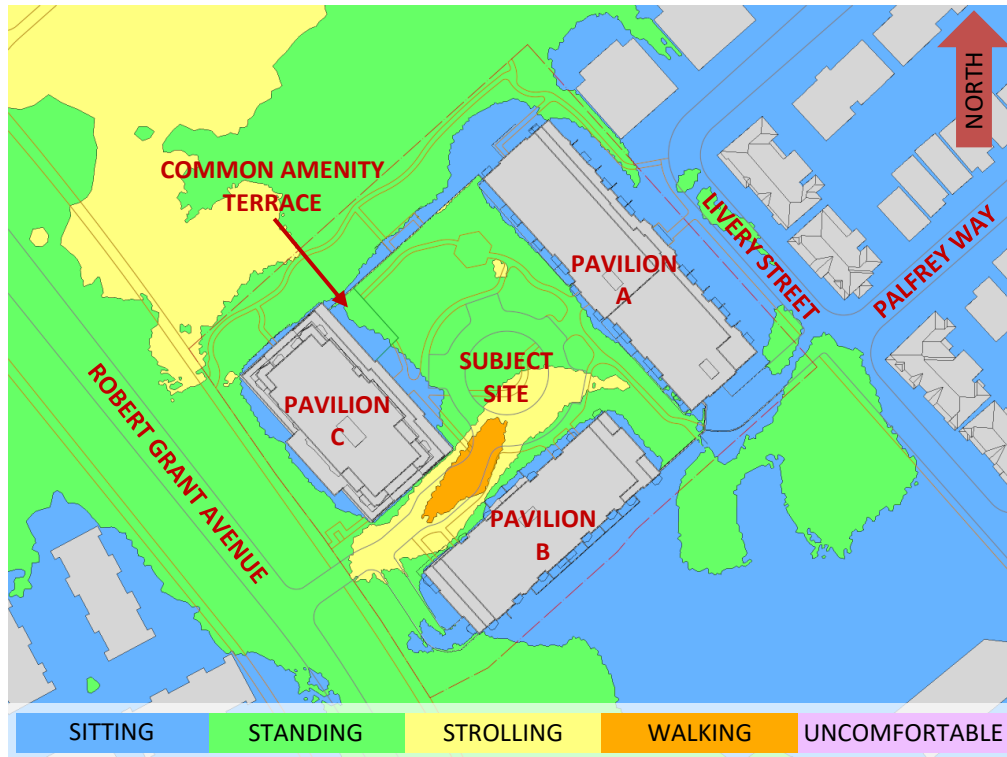 NORTH
COMMON AMENITY
TERRACE
LIVERY STREET
PALFREY WAY
PAVILION
A
SUBJECT
SITE
PAVILION
C
ROBERT GRANT AVENUE
PAVILION
B
SITTING
STANDING
STROLLING
WALKING
UNCOMFORTABLE